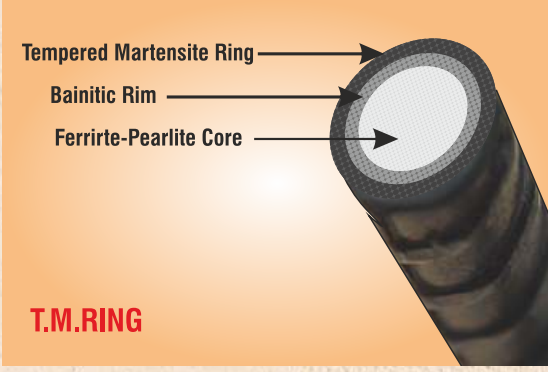 Tempered Martensite Ring
Bainitic Rim
Ferrirte-Pearlite Core
T.M.RING